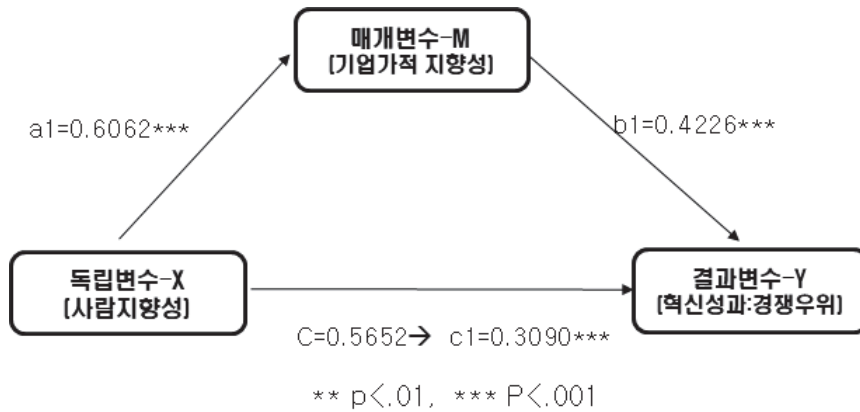 매개변수-M
(기업가적 지향성)
a1=0.6062***
b1=0.4226***
독립변수-X
(사람지향성)
결과변수-Y
(혁신성과:경쟁우위)
C=0.5652→ c1=0.3090***
** p<.01, *** P<.001